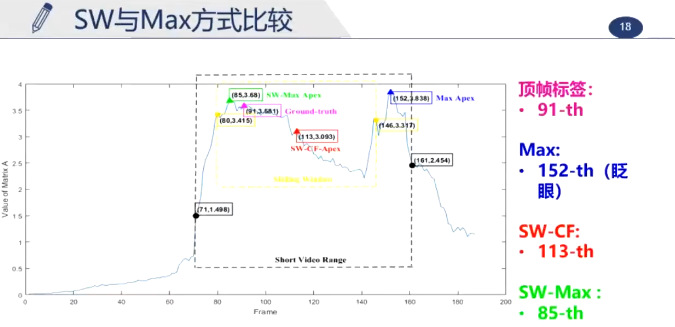 SW与Max方式比较
18
4
3.5
3
2.5
2
1.5
1
0.5
0
Value of Matrix A
0 20 40 60 80 100 120 140 160 180 200
Frame
(85,3.68) SW-Max Apex
(91,3.581) Ground-truth
(80,3.415)
(113,3.093)
SW-CF-Apex
(152,3.838) Max Apex
(146,3.317)
(161,2.454)
Sliding Window
(71,1.498)
Short Video Range
顶帧标签:
• 91-th
Max:
• 152-th（眨
眼）
SW-CF:
• 113-th
SW-Max :
• 85-th